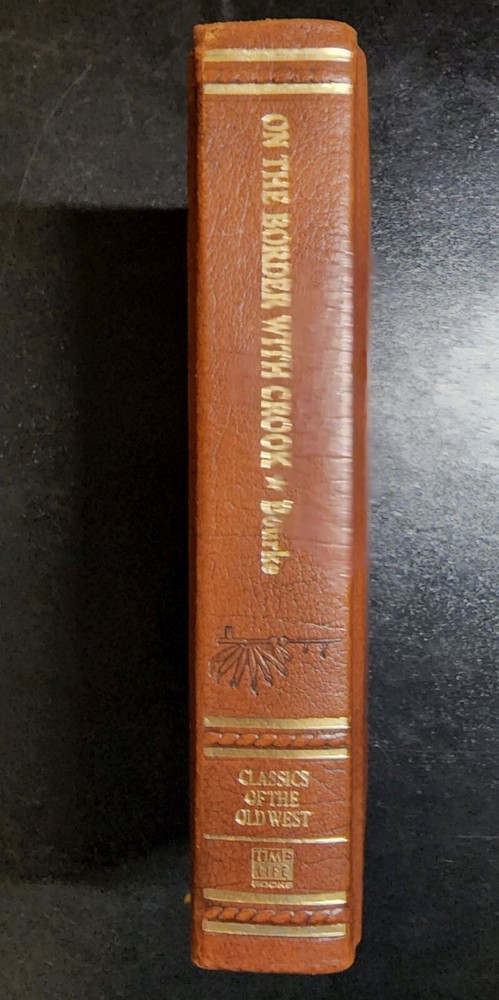 ON THE BORDER WITH CROOK ★ Bourke
CLASSICS
OF THE
OLD WEST
TIME
LIFE
BOOKS